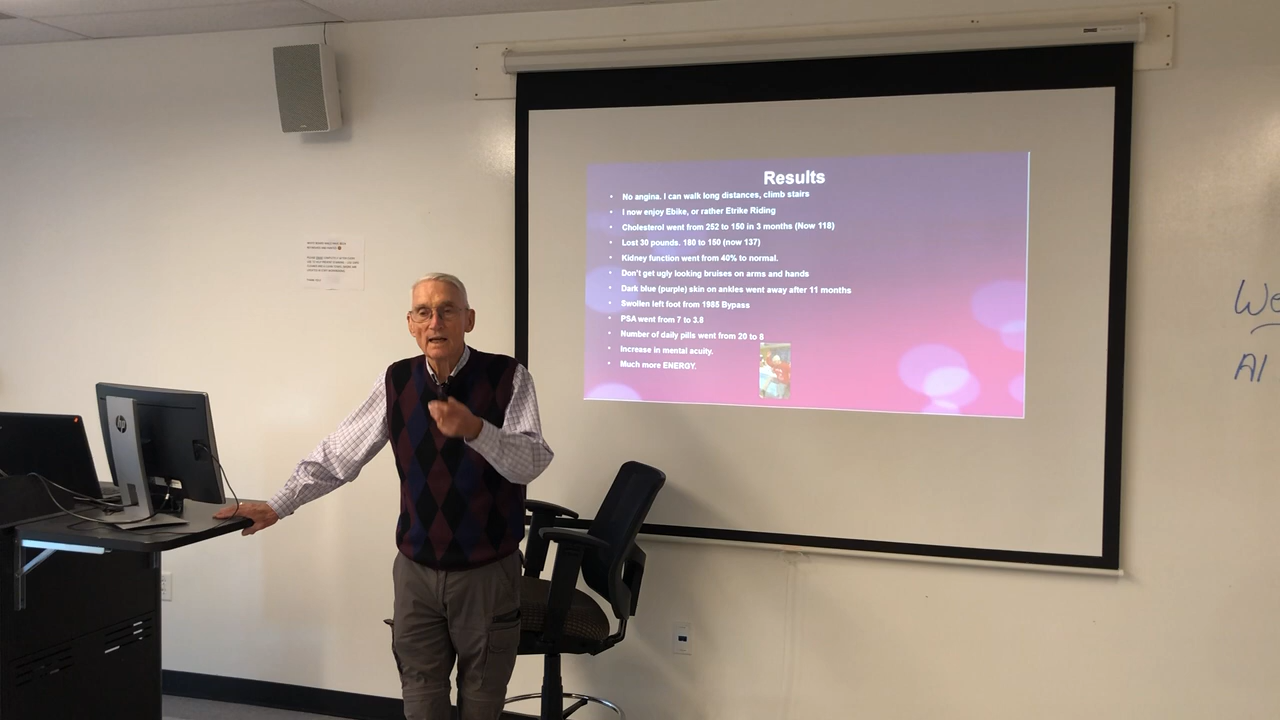 Results
• No angina. I can walk long distances, climb stairs
• I now enjoy Ebike, or rather Etrike Riding
• Cholesterol went from 252 to 150 in 3 months (Now 118)
• Lost 30 pounds. 180 to 150 (now 137)
• Kidney function went from 40% to normal.
• Don't get ugly looking bruises on arms and hands
• Dark blue (purple) skin on ankles went away after 11 months
• Swollen left foot from 1985 Bypass
• PSA went from 7 to 3.8
• Number of daily pills went from 20 to 8
• Increase in mental acuity.
• Much more ENERGY.
We
Al
hp